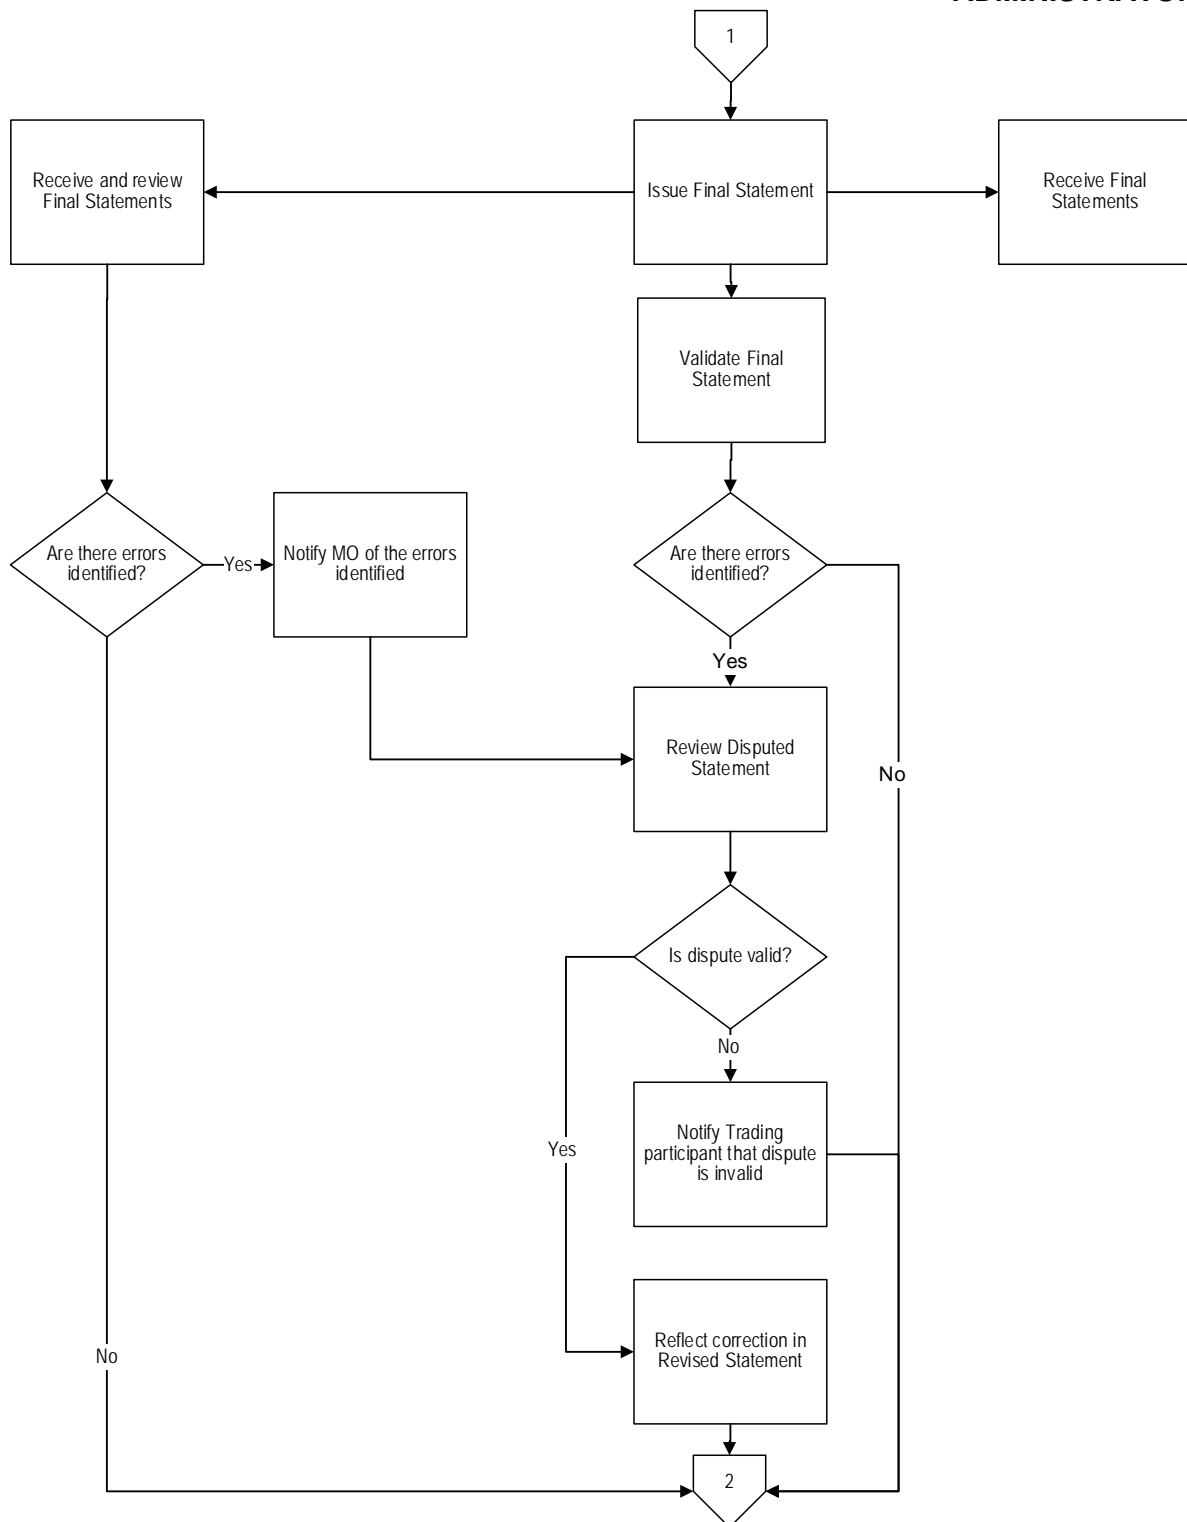 1
Receive and review
Final Statements
Issue Final Statement
Receive Final
Statements
Validate Final
Statement
Are there errors
identified?
Yes
Notify MO of the errors
identified
Are there errors
identified?
Yes
Review Disputed
Statement
No
Is dispute valid?
No
Yes
Notify Trading
participant that dispute
is invalid
No
Reflect correction in
Revised Statement
2